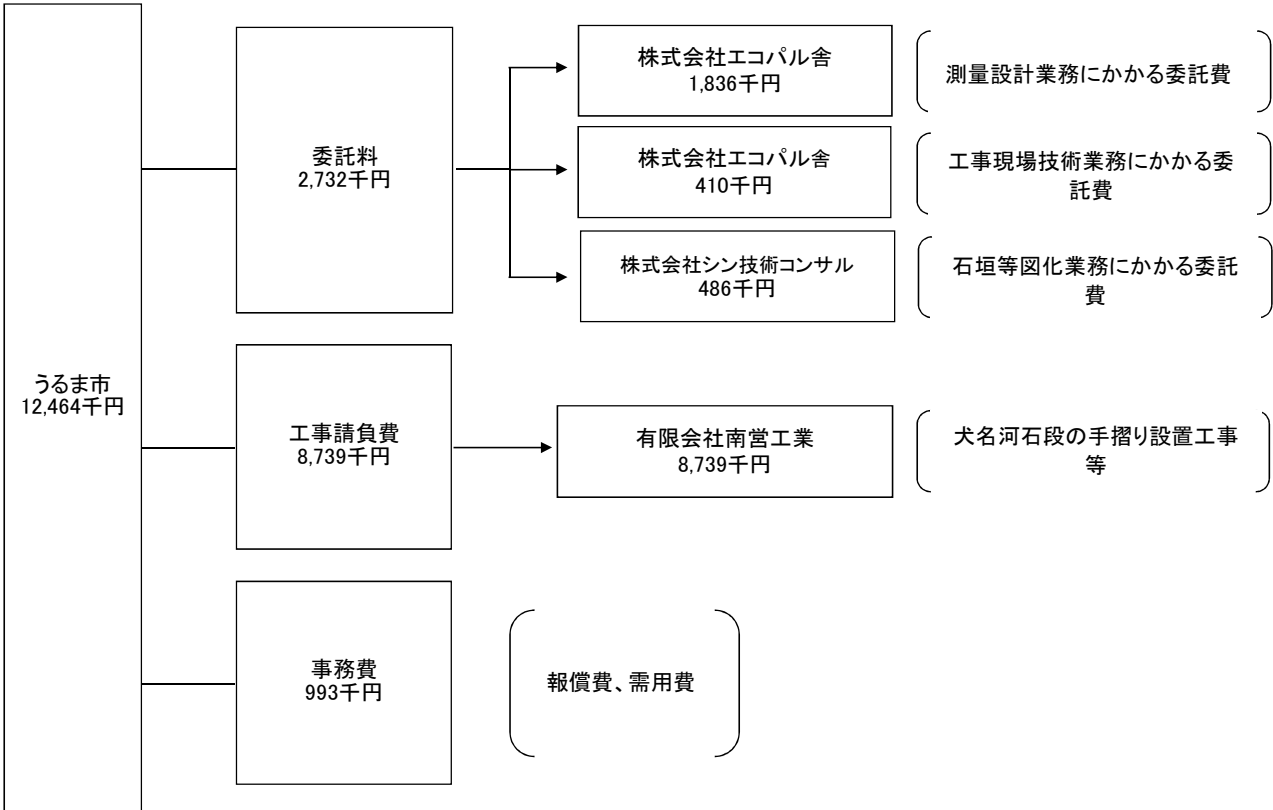 うるま市
12,464千円
委託料
2,732千円
株式会社エコパル舎
1,836千円
測量設計業務にかかる委託費
株式会社エコパル舎
410千円
工事現場技術業務にかかる委
託費
株式会社シン技術コンサル
486千円
石垣等図化業務にかかる委託
費
工事請負費
8,739千円
有限会社南営工業
8,739千円
犬名河石段の手摺り設置工事
等
事務費
993千円
報償費、需用費